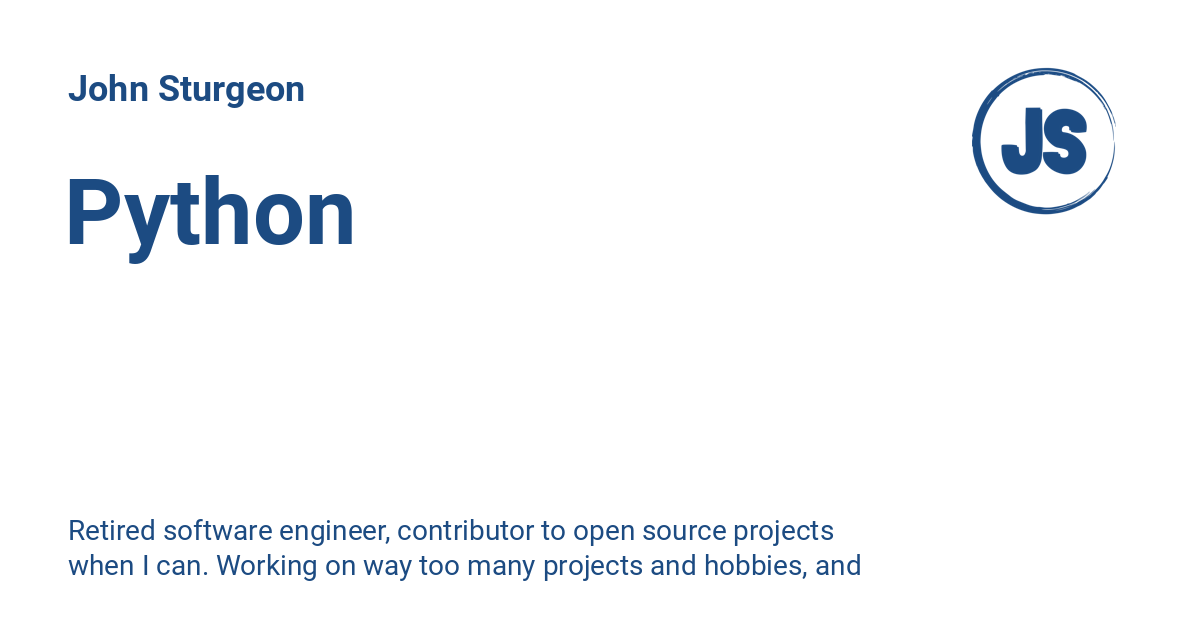 John Sturgeon
JS
Python
Retired software engineer, contributor to open source projects
when I can. Working on way too many projects and hobbies, and